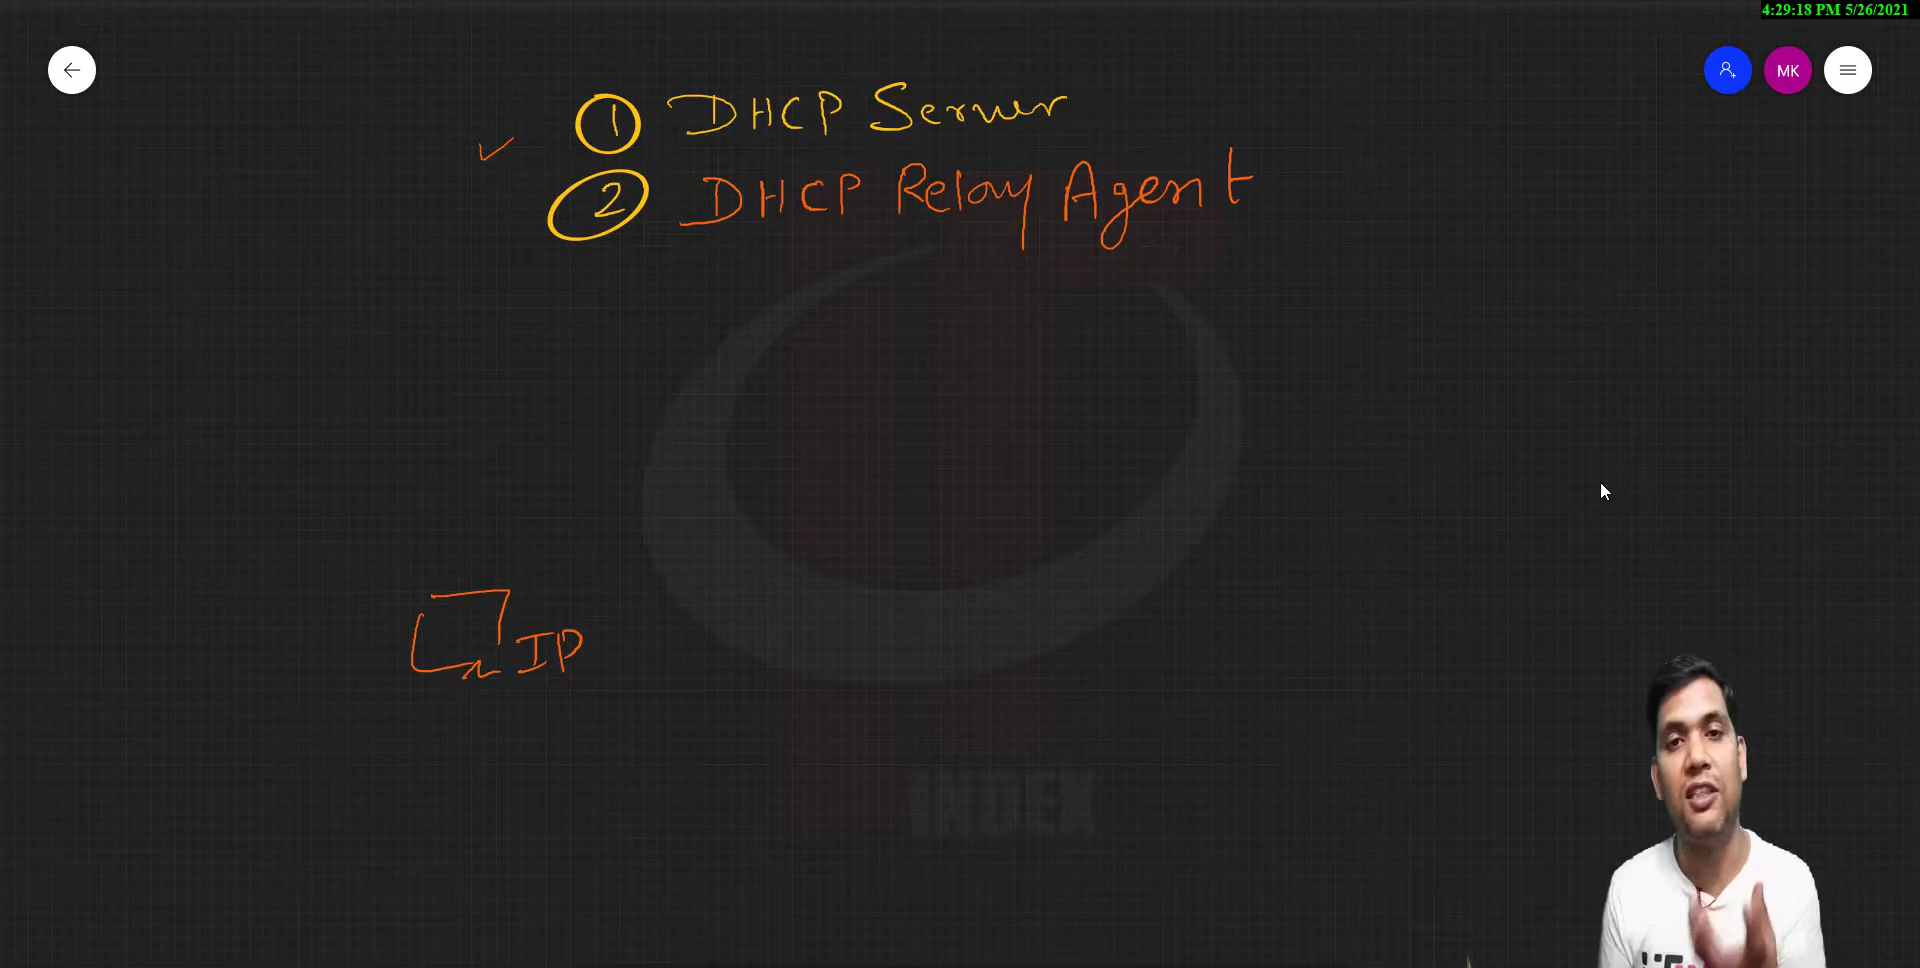 4:29:18 PM 5/26/2021
MK
1 DHCP Server
2 DHCP Relay Agent
IP
INDEX